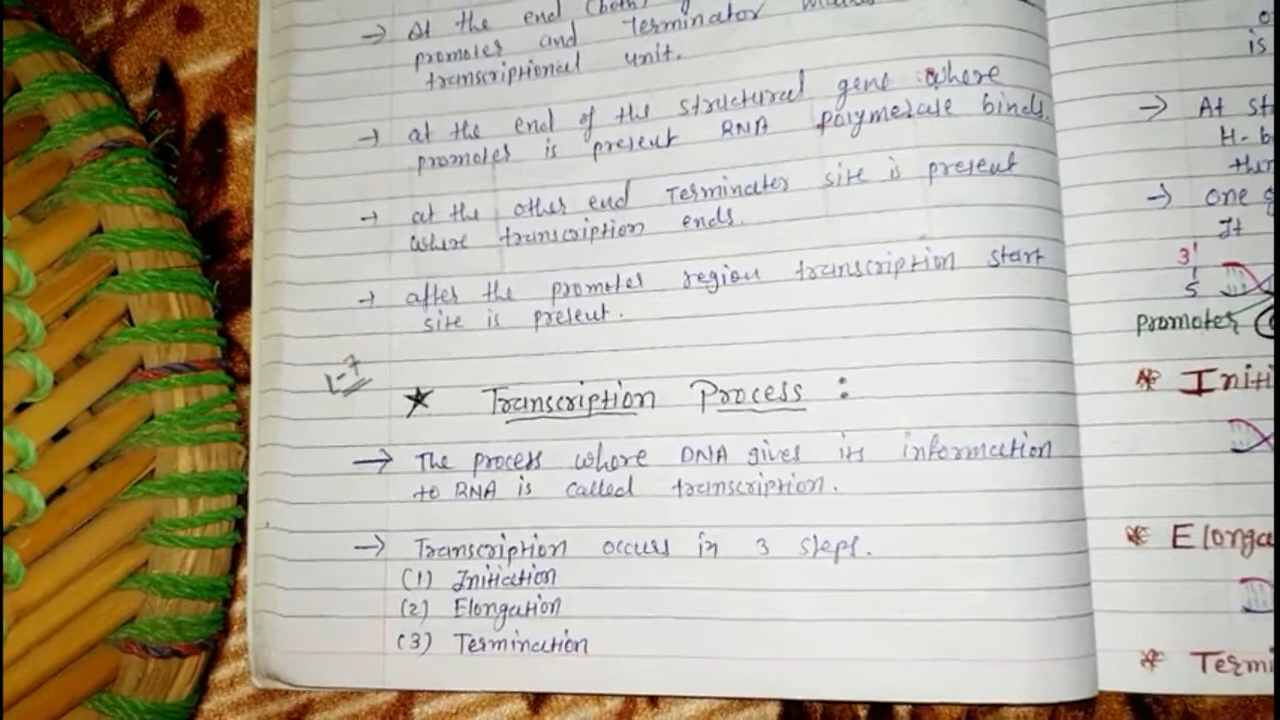 → At the end (both)
promoter and Terminator
transcriptional unit.
→ at the end of the structural gene where
promoter is present RNA polymerase binds.
→ at the other end Terminator site is present
where transcription ends.
→ after the promoter region transcription start
site is present.
L-7
★ Transcription Process :
→ The process where DNA gives its information
to RNA is called transcription.
→ Transcription occurs in 3 steps.
(1) Initiation
(2) Elongation
(3) Termination
is
→ At st
H-b
then
→ one
It
3'
5
promoter
* Initi
* Elonga
* Termi